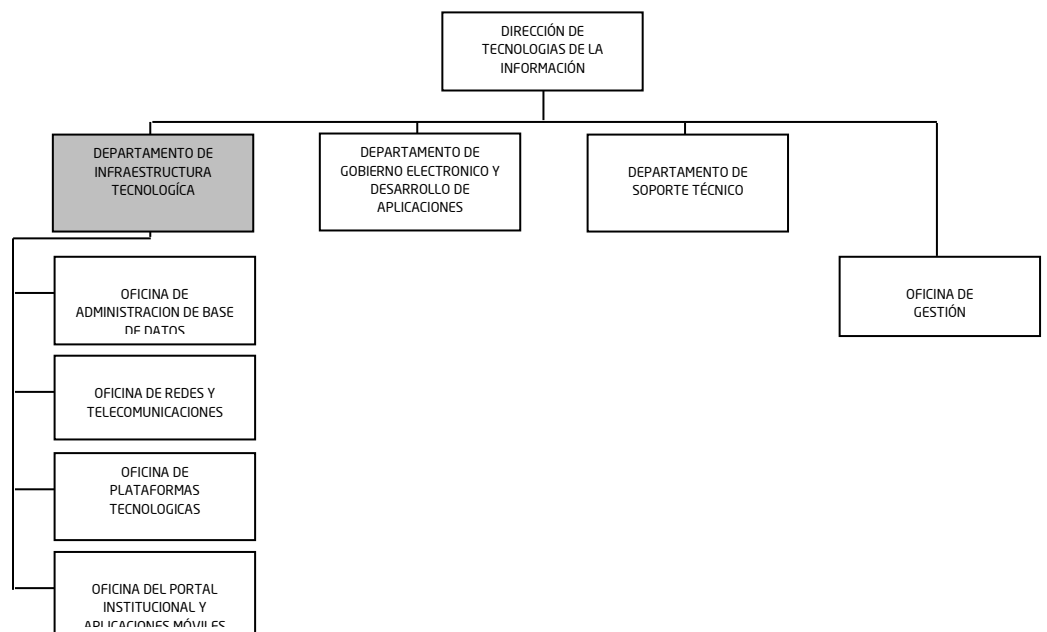 DIRECCIÓN DE
TECNOLOGIAS DE LA
INFORMACIÓN
DEPARTAMENTO DE
INFRAESTRUCTURA
TECNOLOGÍCA
DEPARTAMENTO DE
GOBIERNO ELECTRONICO Y
DESARROLLO DE
APLICACIONES
DEPARTAMENTO DE
SOPORTE TÉCNICO
OFICINA DE
GESTIÓN
OFICINA DE
ADMINISTRACION DE BASE
DE DATOS
OFICINA DE REDES Y
TELECOMUNICACIONES
OFICINA DE
PLATAFORMAS
TECNOLOGICAS
OFICINA DEL PORTAL
INSTITUCIONAL Y
APLICACIONES MÓVILES